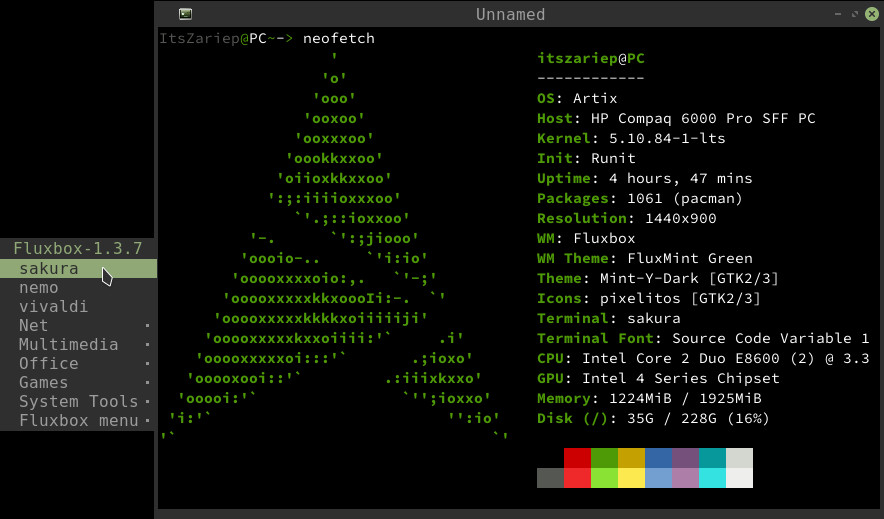 Unnamed
ItsZariep@PC~-> neofetch
itszariep@PC
------------
OS: Artix
Host: HP Compaq 6000 Pro SFF PC
Kernel: 5.10.84-1-lts
Init: Runit
Uptime: 4 hours, 47 mins
Packages: 1061 (pacman)
Resolution: 1440x900
WM: Fluxbox
WM Theme: FluxMint Green
Theme: Mint-Y-Dark [GTK2/3]
Icons: pixelitos [GTK2/3]
Terminal: sakura
Terminal Font: Source Code Variable 1
CPU: Intel Core 2 Duo E8600 (2) @ 3.3
GPU: Intel 4 Series Chipset
Memory: 1224MiB / 1925MiB
Disk (/): 35G / 228G (16%)
'
'o'
'ooo'
'ooxoo'
'ooxxxoo'
'oookkxxoo'
'oiioxkkxxoo'
':;:iiiioxxxoo'
`'.;::ioxxoo'
'-. `':;jiooo'
'oooio-.. `'i:io'
'ooooxxxxoio:,. `'-;'
'ooooxxxxxkkxoooIi:-. `'
'ooooxxxxxkkkkxoiiiiiji'
'ooooxxxxxkxxoiiii:'` .i'
'ooooxxxxxoi:::'` .;ioxo'
'ooooxooi::'` .:iiixkxxo'
'ooooi:'` `'';ioxxo'
'i:'` '':io'
'` `'
Fluxbox-1.3.7
sakura
nemo
vivaldi
Net
Multimedia
Office
Games
System Tools
Fluxbox menu